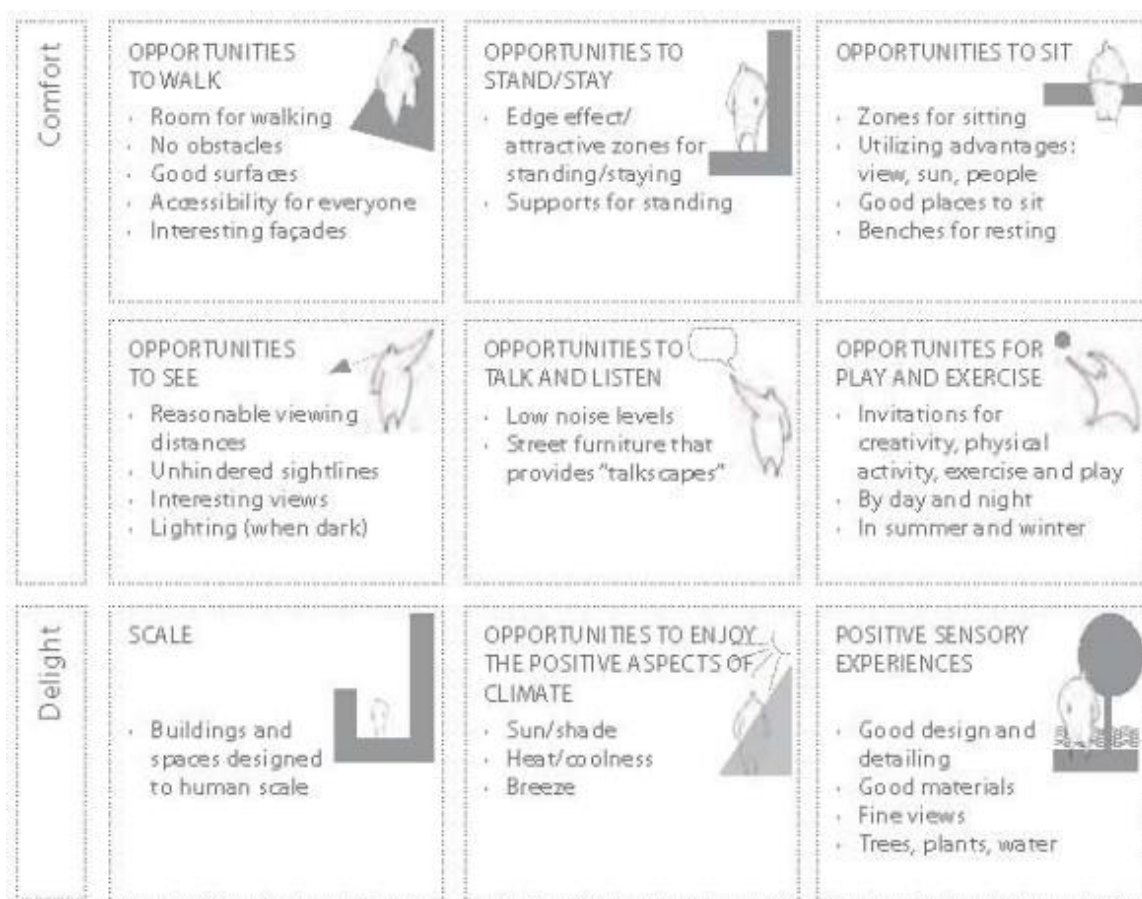 Comfort
OPPORTUNITIES
TO WALK
· Room for walking
· No obstacles
· Good surfaces
· Accessibility for everyone
· Interesting façades
OPPORTUNITIES TO
STAND/STAY
· Edge effect/
attractive zones for
standing/staying
· Supports for standing
OPPORTUNITIES TO SIT
· Zones for sitting
· Utilizing advantages:
view, sun, people
· Good places to sit
· Benches for resting
OPPORTUNITIES
TO SEE
· Reasonable viewing
distances
· Unhindered sightlines
· Interesting views
· Lighting (when dark)
OPPORTUNITIES TO
TALK AND LISTEN
· Low noise levels
· Street furniture that
provides “talkscapes”
OPPORTUNITES FOR
PLAY AND EXERCISE
· Invitations for
creativity, physical
activity, exercise and play
· By day and night
· In summer and winter
Delight
SCALE
· Buildings and
spaces designed
to human scale
OPPORTUNITIES TO ENJOY
THE POSITIVE ASPECTS OF
CLIMATE
· Sun/shade
· Heat/coolness
· Breeze
POSITIVE SENSORY
EXPERIENCES
· Good design and
detailing
· Good materials
· Fine views
· Trees, plants, water